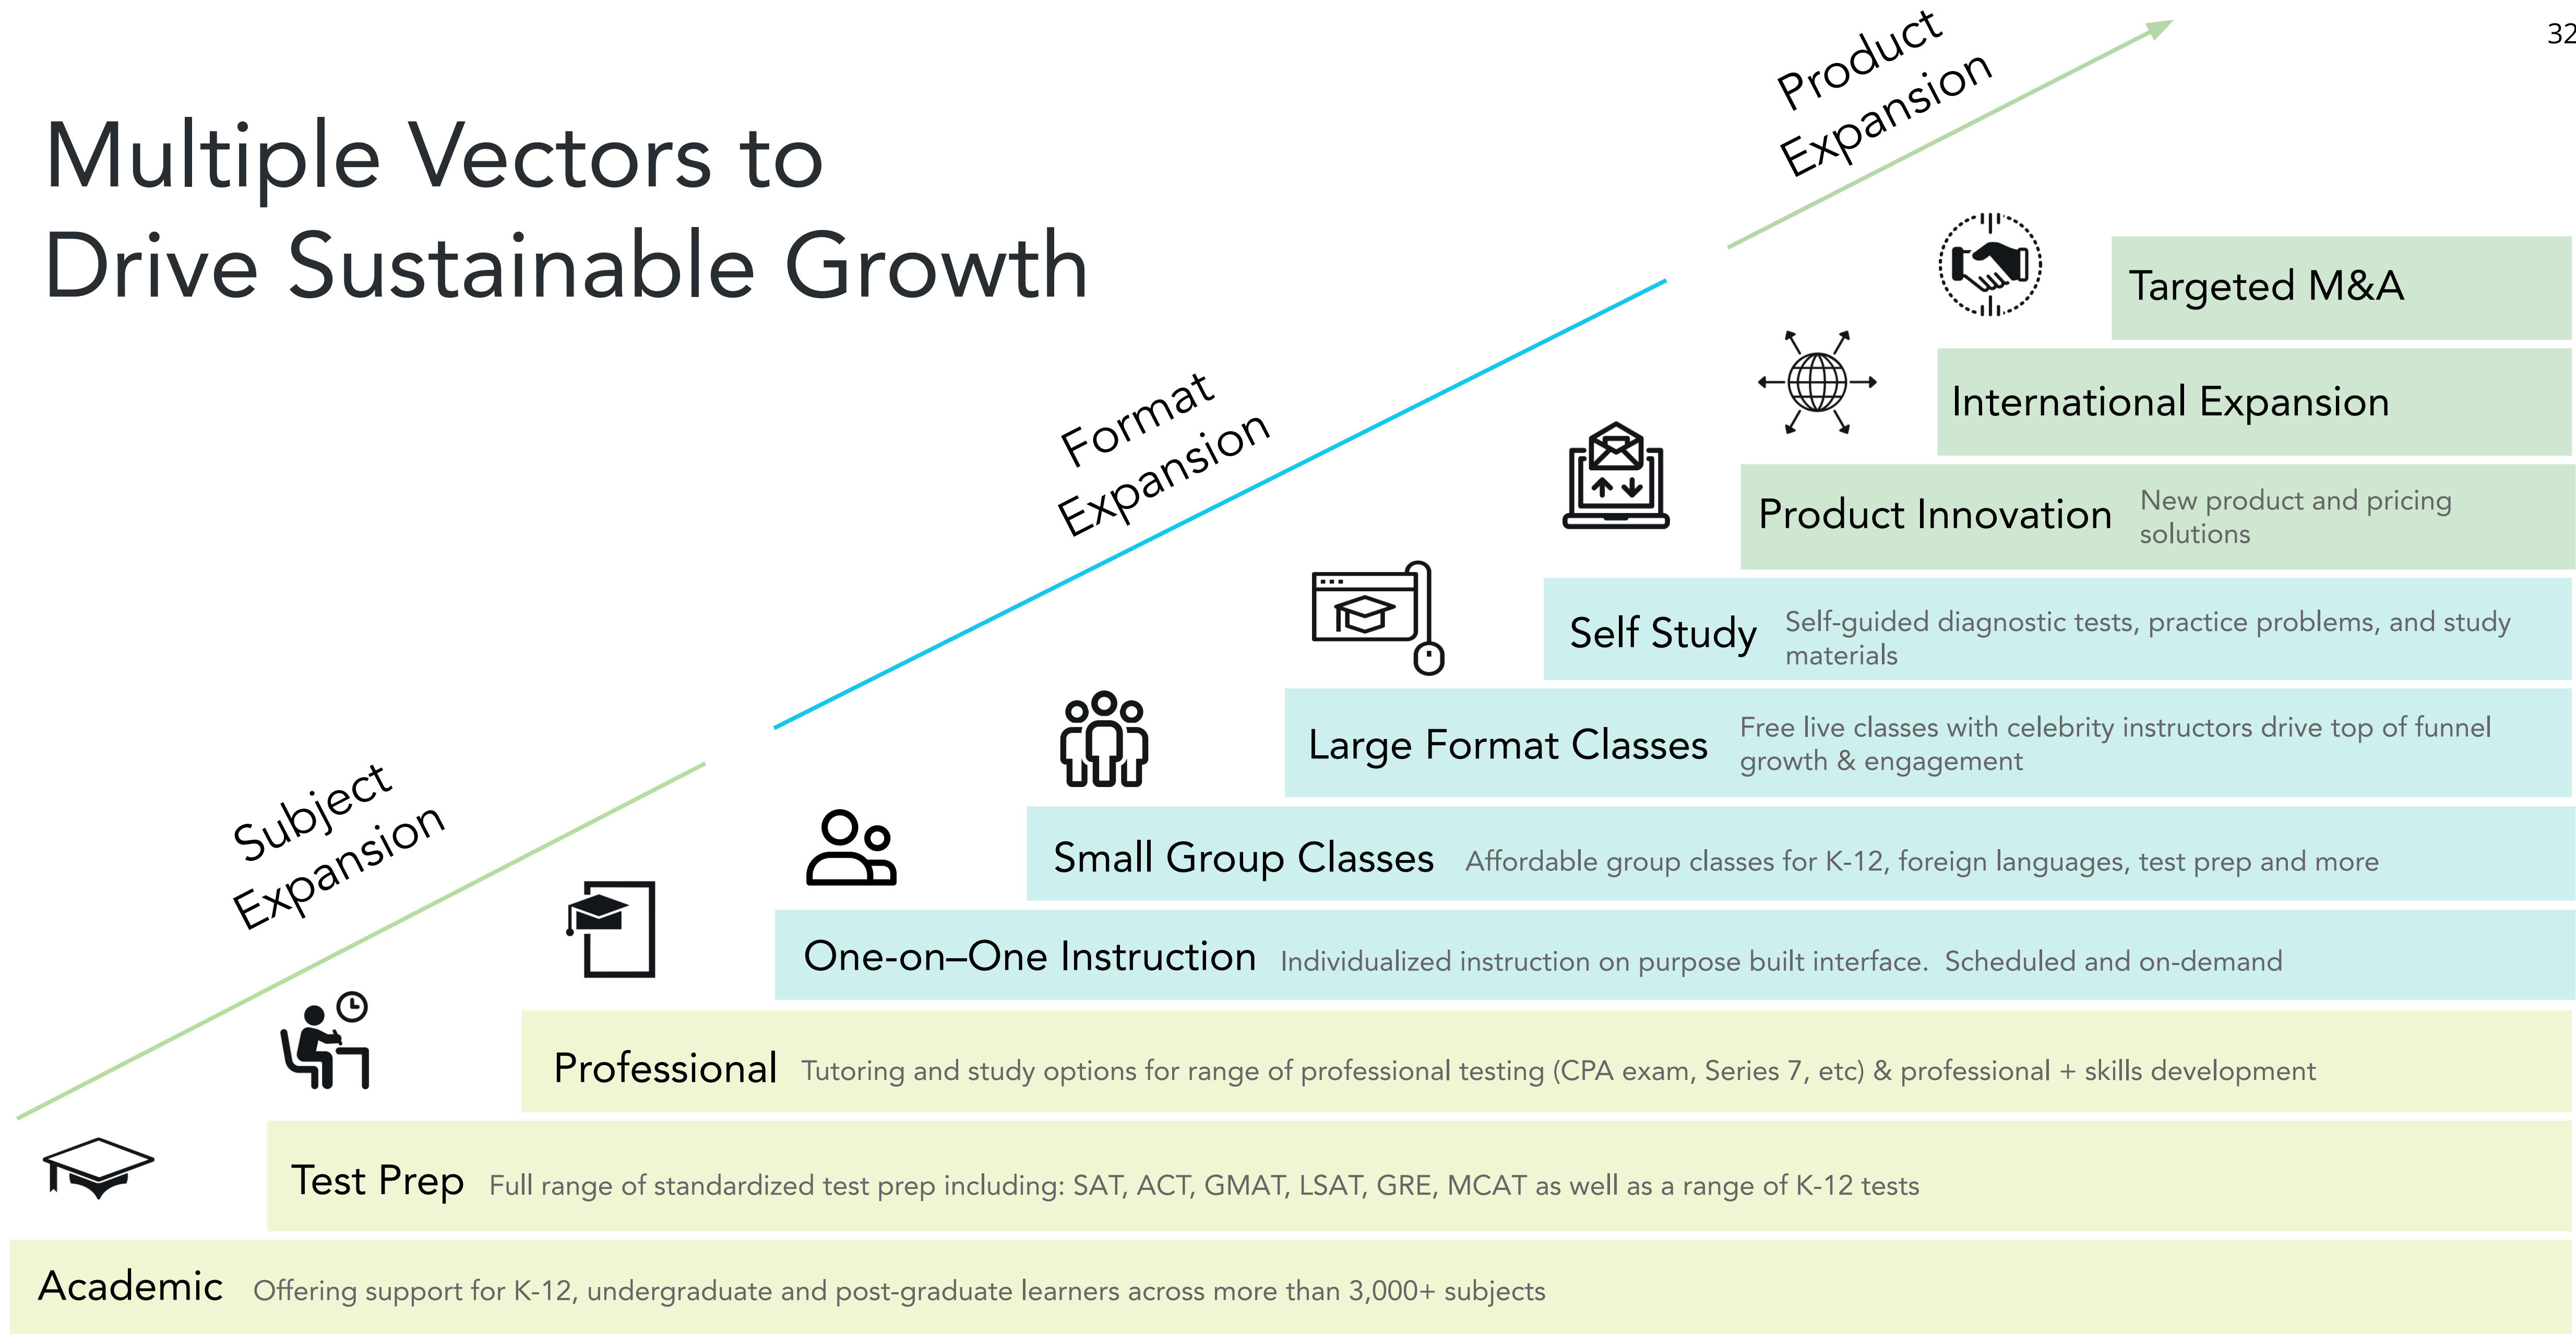 32
Multiple Vectors to
Drive Sustainable Growth
Product
Expansion
Targeted M&A
International Expansion
Product Innovation
New product and pricing
solutions
Format
Expansion
Self Study
Self-guided diagnostic tests, practice problems, and study
materials
Large Format Classes
Free live classes with celebrity instructors drive top of funnel
growth & engagement
Subject
Expansion
Small Group Classes Affordable group classes for K-12, foreign languages, test prep and more
One-on–One Instruction Individualized instruction on purpose built interface. Scheduled and on-demand
Professional Tutoring and study options for range of professional testing (CPA exam, Series 7, etc) & professional + skills development
Test Prep Full range of standardized test prep including: SAT, ACT, GMAT, LSAT, GRE, MCAT as well as a range of K-12 tests
Academic Offering support for K-12, undergraduate and post-graduate learners across more than 3,000+ subjects